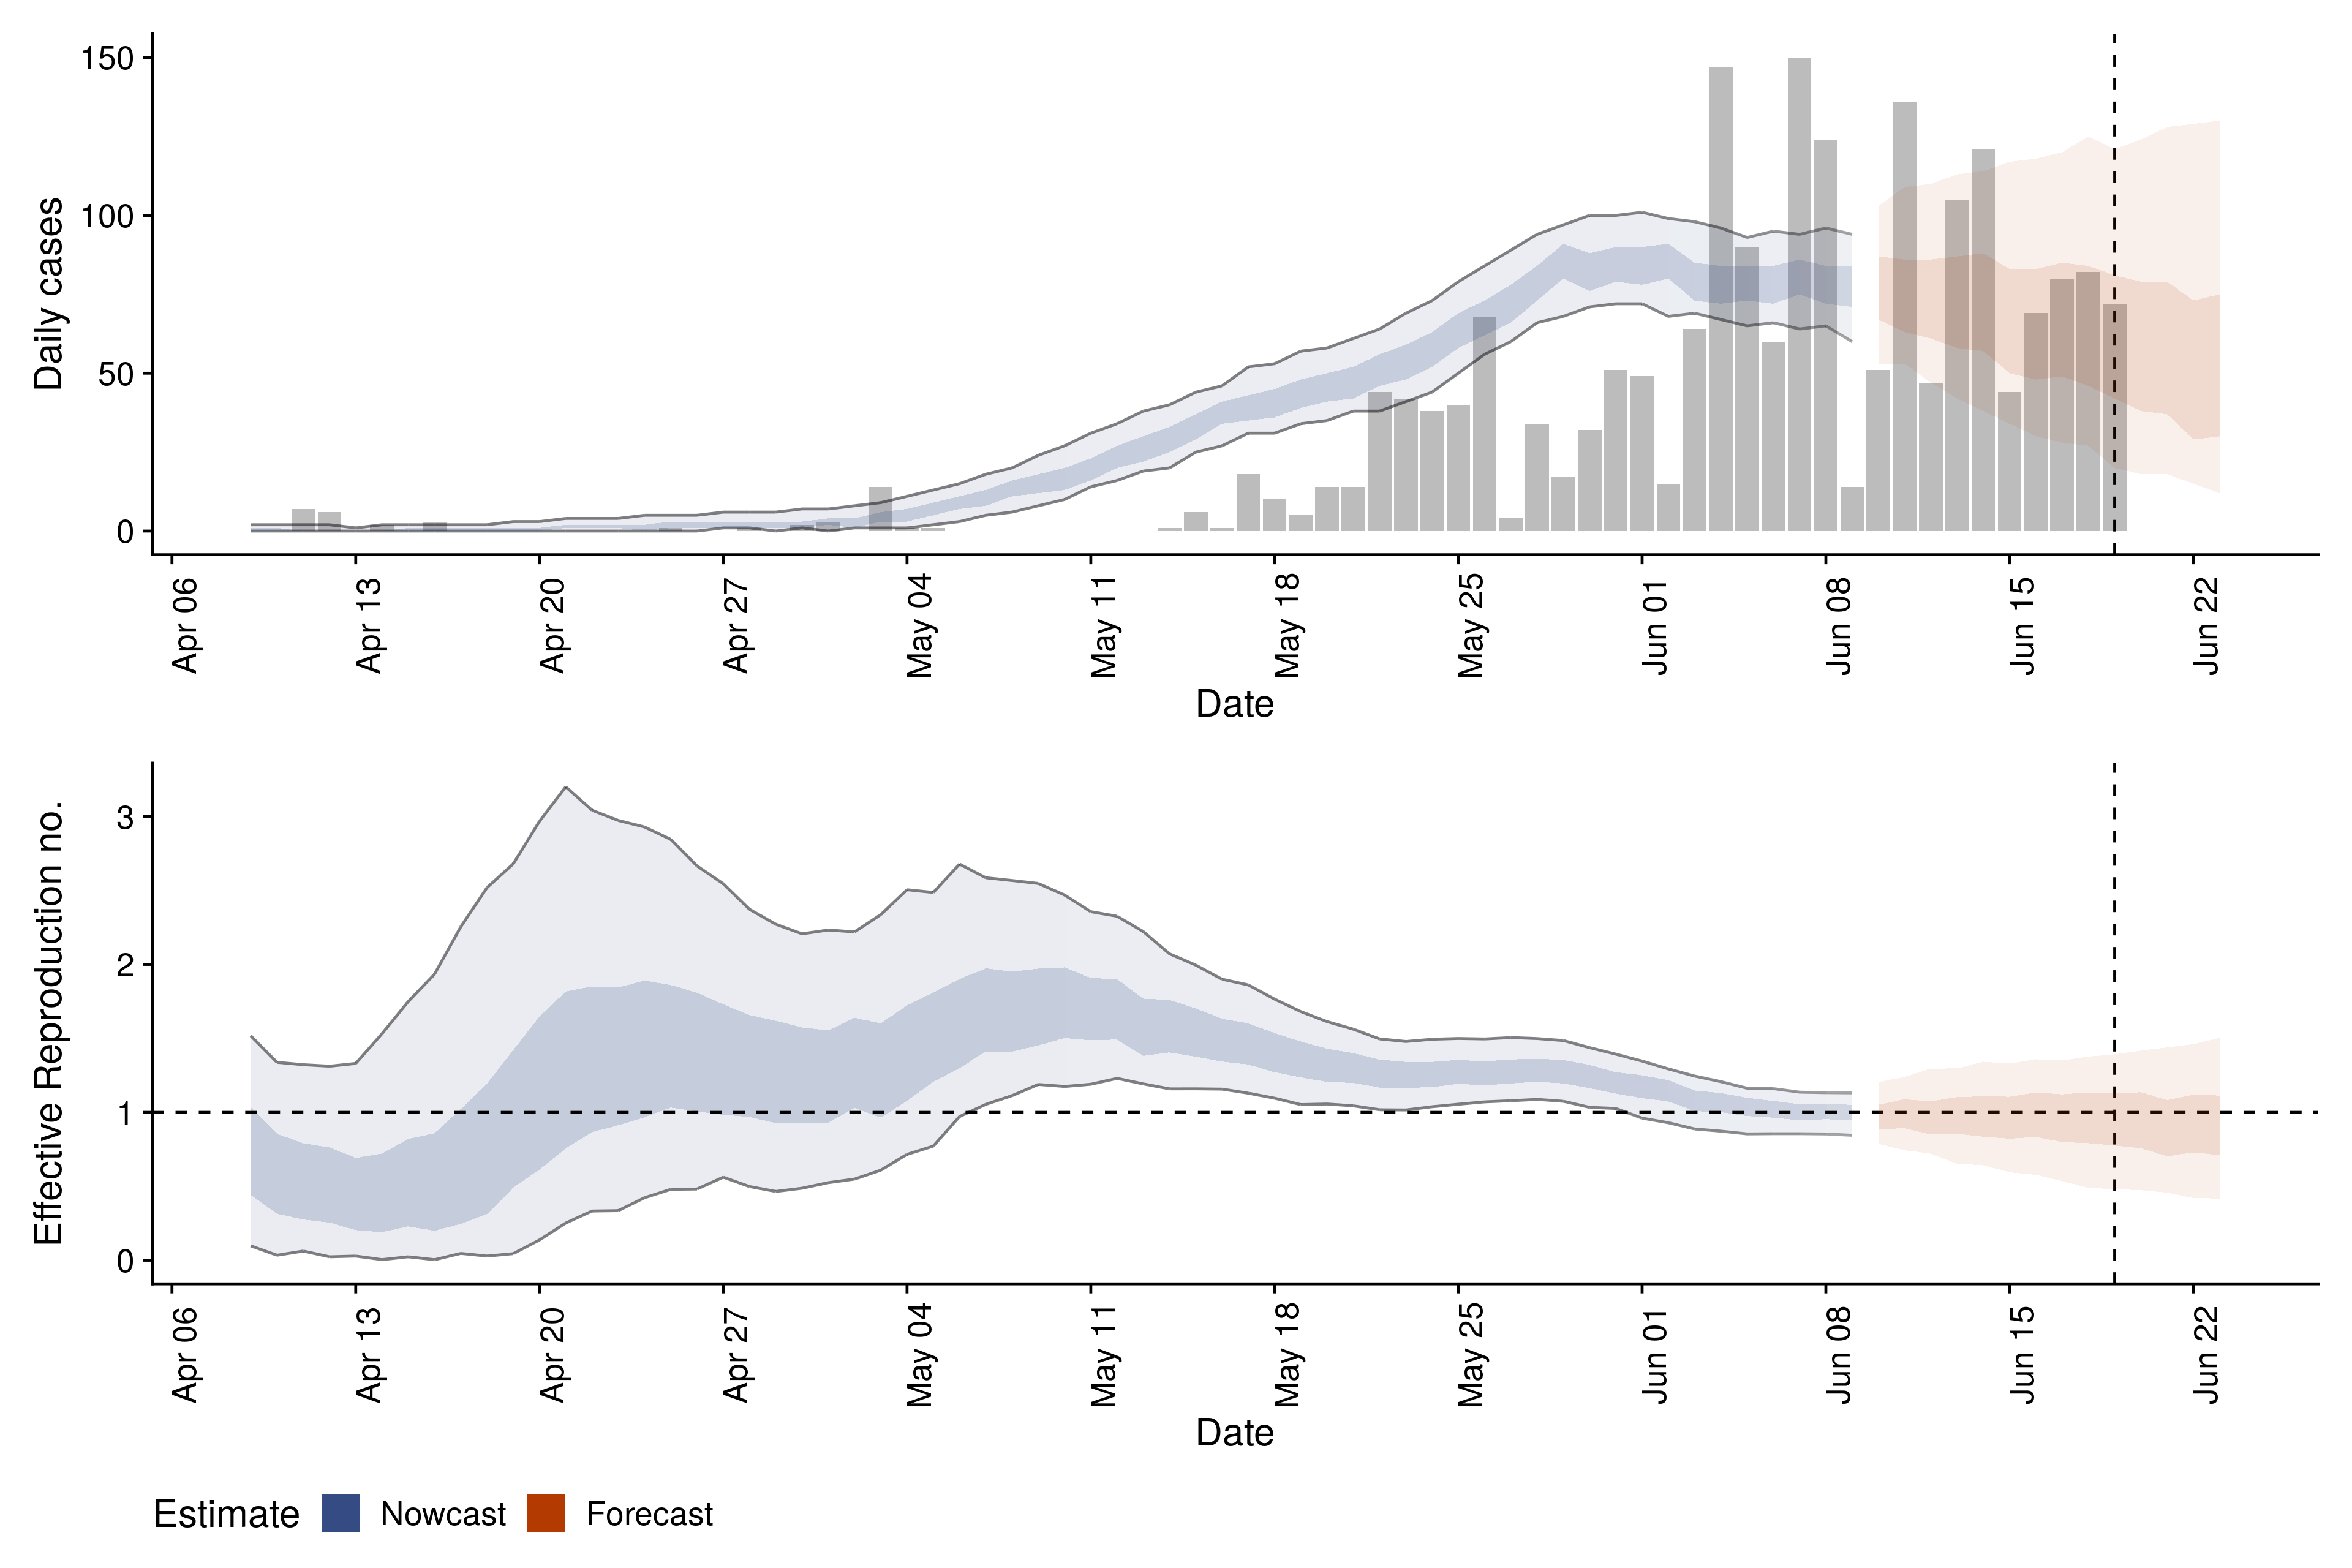 Daily cases
150
100
50
0
Apr 06
Apr 13
Apr 20
Apr 27
May 04
May 11
May 18
May 25
Jun 01
Jun 08
Jun 15
Jun 22
Date
Effective Reproduction no.
3
2
1
0
Apr 06
Apr 13
Apr 20
Apr 27
May 04
May 11
May 18
May 25
Jun 01
Jun 08
Jun 15
Jun 22
Date
Estimate Nowcast Forecast